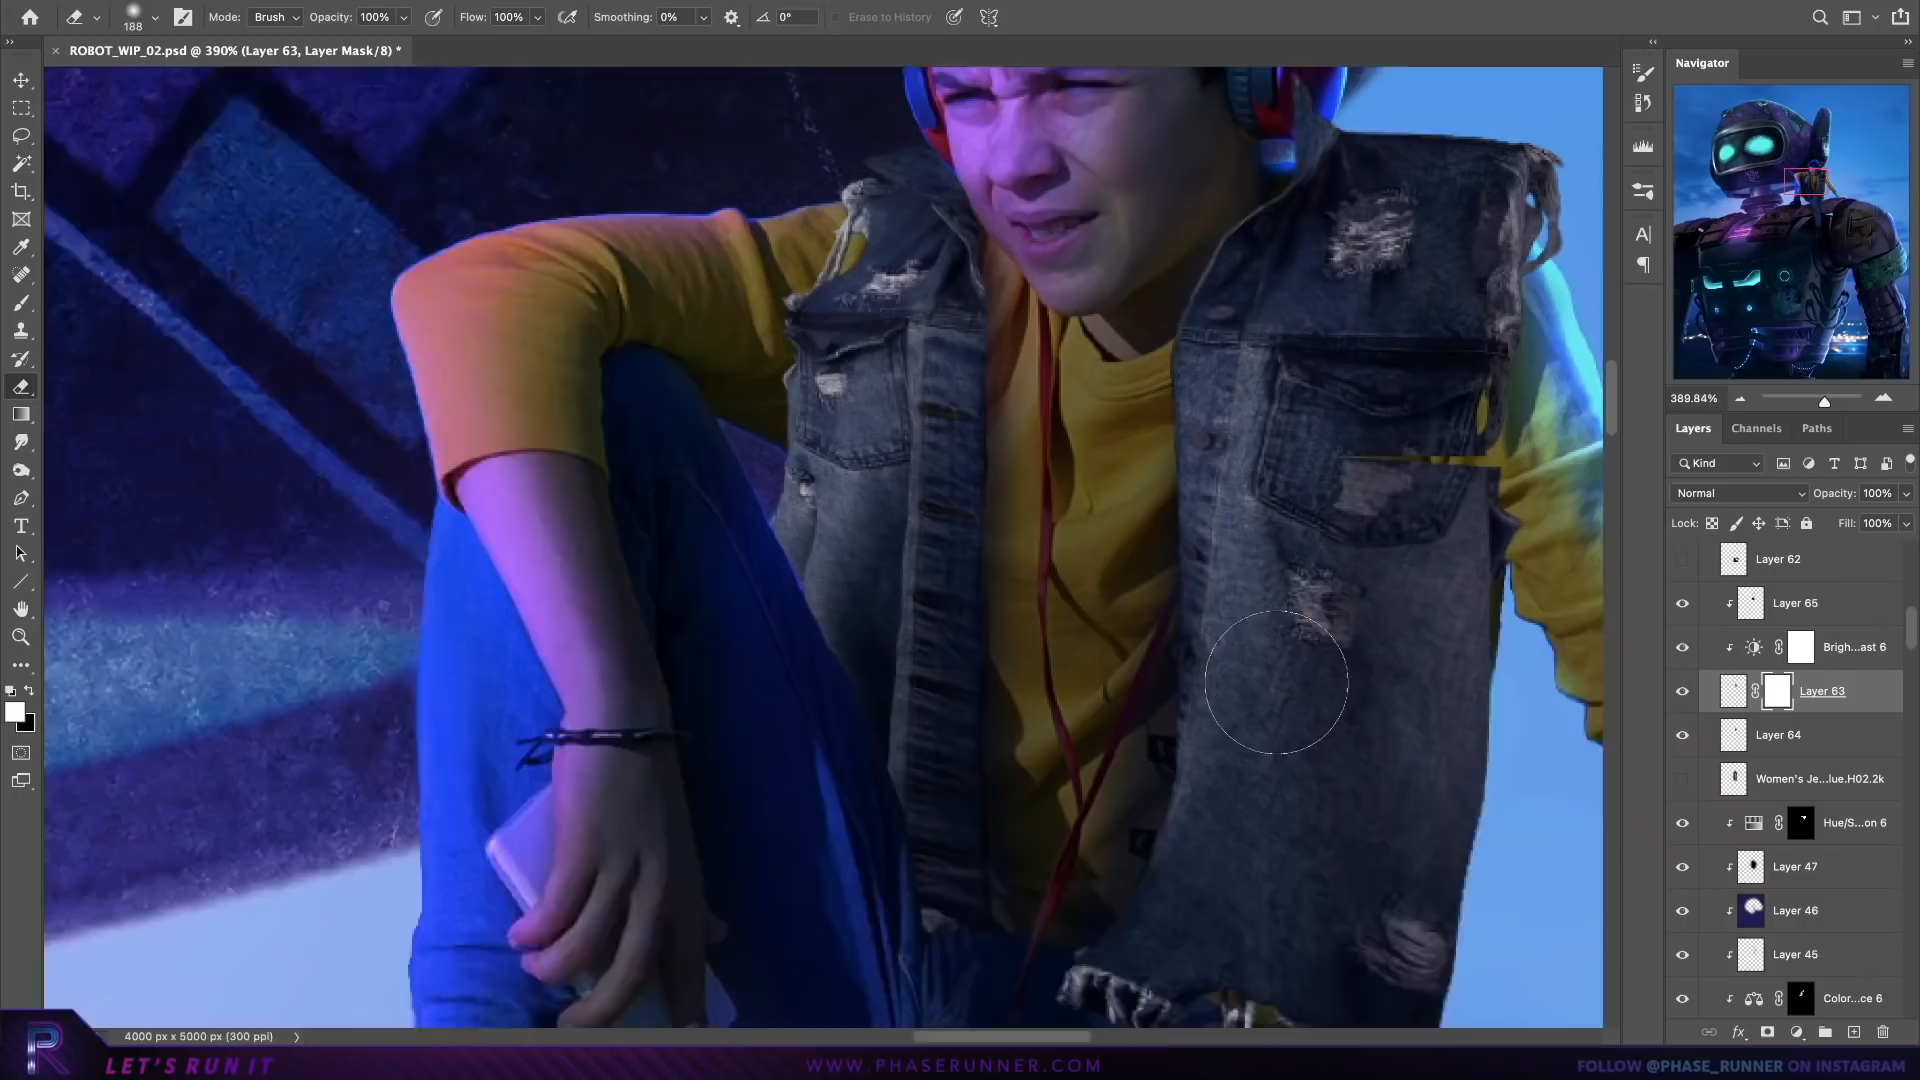 188
Mode: Brush
Opacity: 100%
Flow: 100%
Smoothing: 0%
0°
Erase to History
× ROBOT_WIP_02.psd @ 390% (Layer 63, Layer Mask/8) *
Navigator
389.84%
Layers Channels Paths
Kind
Normal Opacity: 100%
Lock: Fill: 100%
Layer 62
Layer 65
Brigh...ast 6
Layer 63
Layer 64
Women's Je...lue.H02.2k
Hue/S...on 6
Layer 47
Layer 46
Layer 45
Color...ce 6
fx
4000 px x 5000 px (300 ppi)
LET'S RUN IT
WWW.PHASERUNNER.COM
FOLLOW @PHASE_RUNNER ON INSTAGRAM